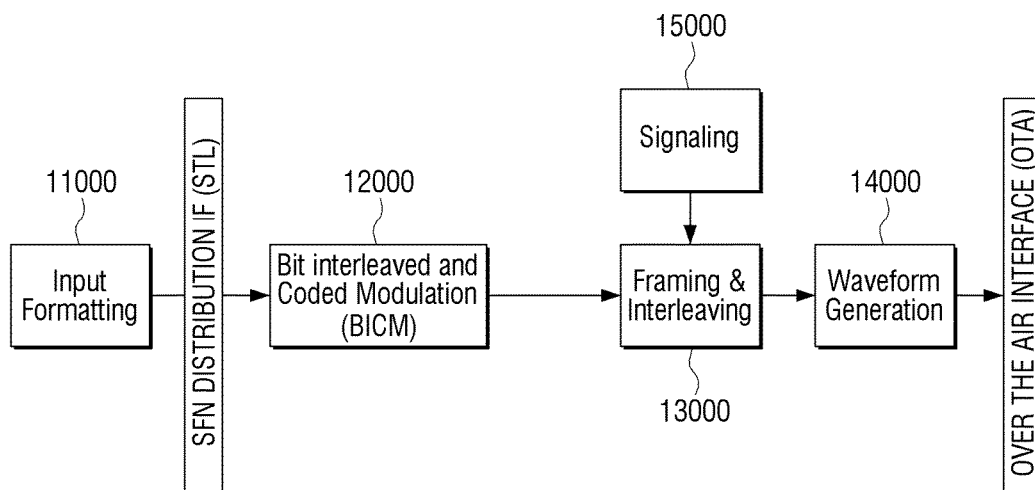 15000
Signaling
11000
SFN DISTRIBUTION IF (STL)
12000
14000
OVER THE AIR INTERFACE (OTA)
Input
Formatting
Bit interleaved and
Coded Modulation
(BICM)
Framing &
Interleaving
Waveform
Generation
13000